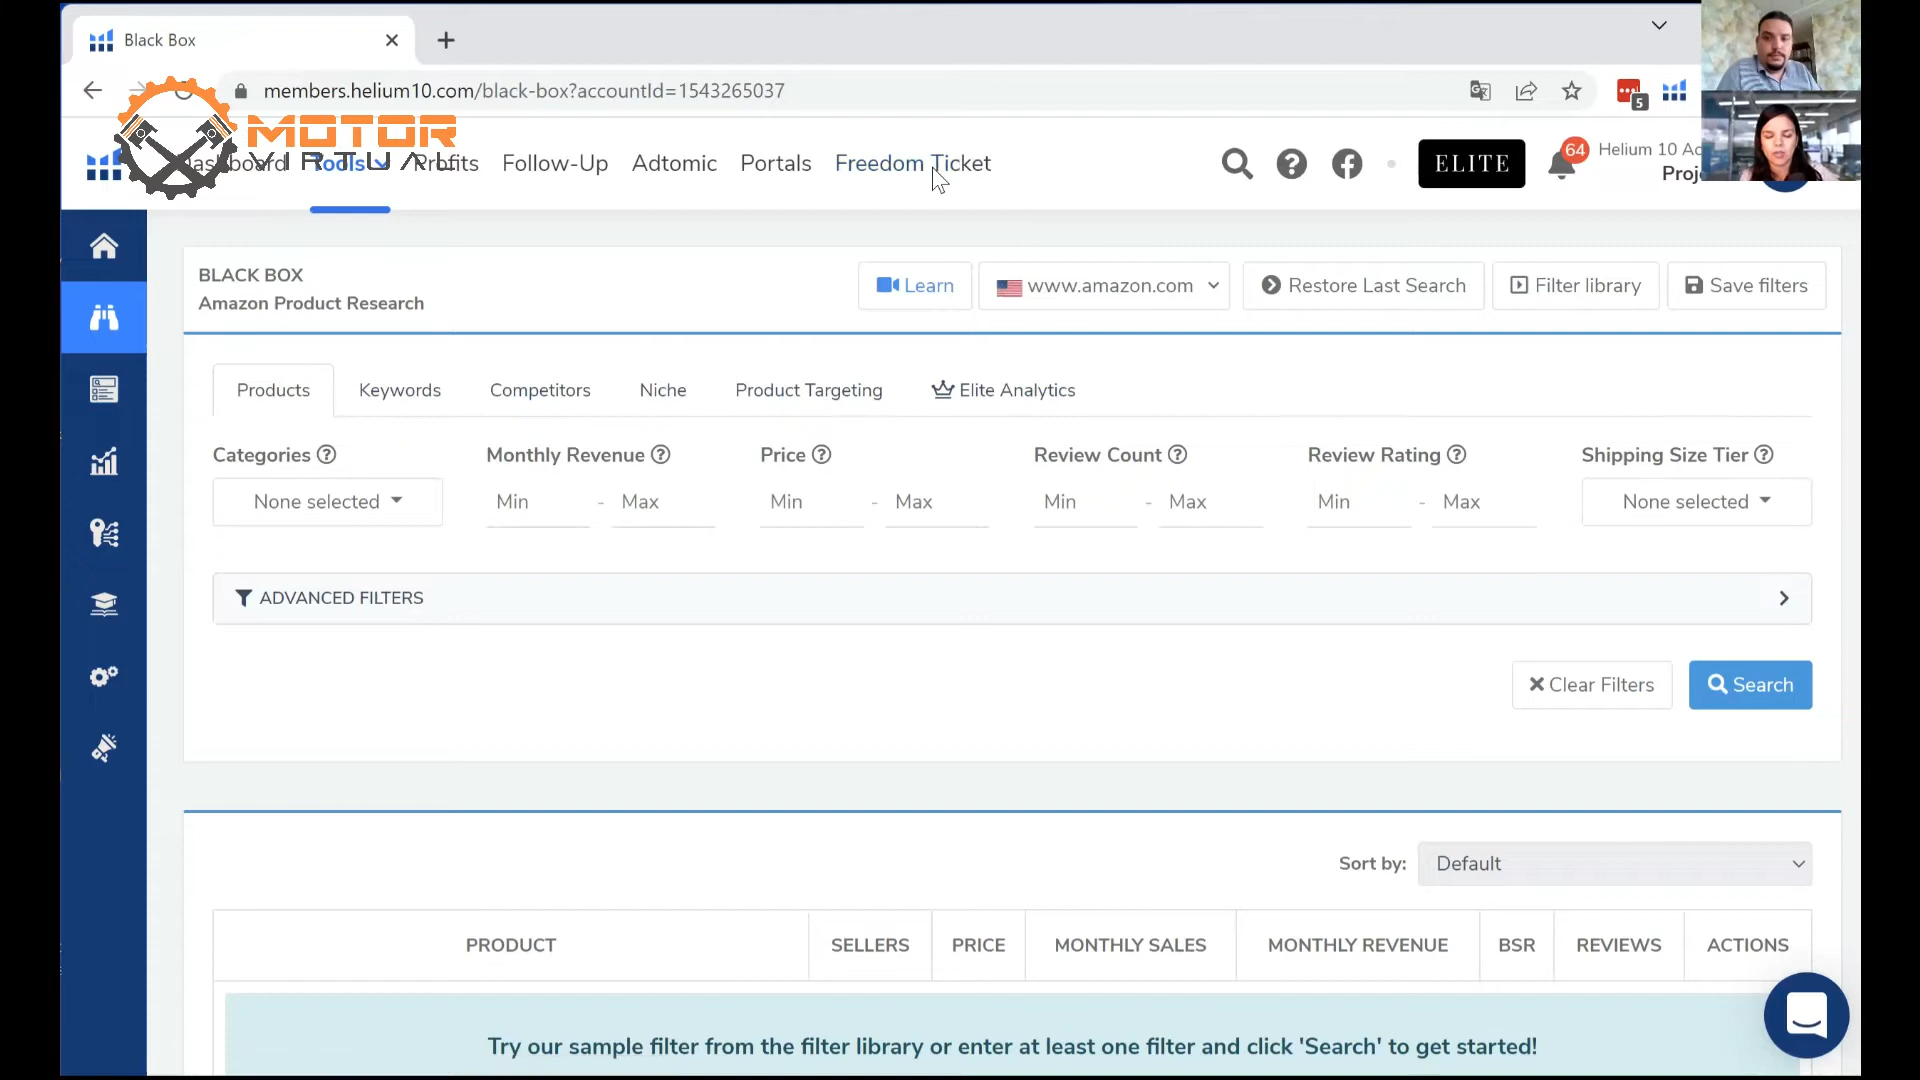 Black Box
members.helium10.com/black-box?accountId=1543265037
5
MOTOR
VIRTUAL
Dashboard Tools Profits Follow-Up Adtomic Portals Freedom Ticket
ELITE
64
Helium 10 Ac
Proj
BLACK BOX
Amazon Product Research
Learn
www.amazon.com
Restore Last Search
Filter library
Save filters
Products Keywords Competitors Niche Product Targeting Elite Analytics
Categories Monthly Revenue Price Review Count Review Rating Shipping Size Tier
None selected Min - Max Min - Max Min - Max Min - Max None selected
ADVANCED FILTERS
Clear Filters Search
Sort by: Default
PRODUCT SELLERS PRICE MONTHLY SALES MONTHLY REVENUE BSR REVIEWS ACTIONS
Try our sample filter from the filter library or enter at least one filter and click 'Search' to get started!